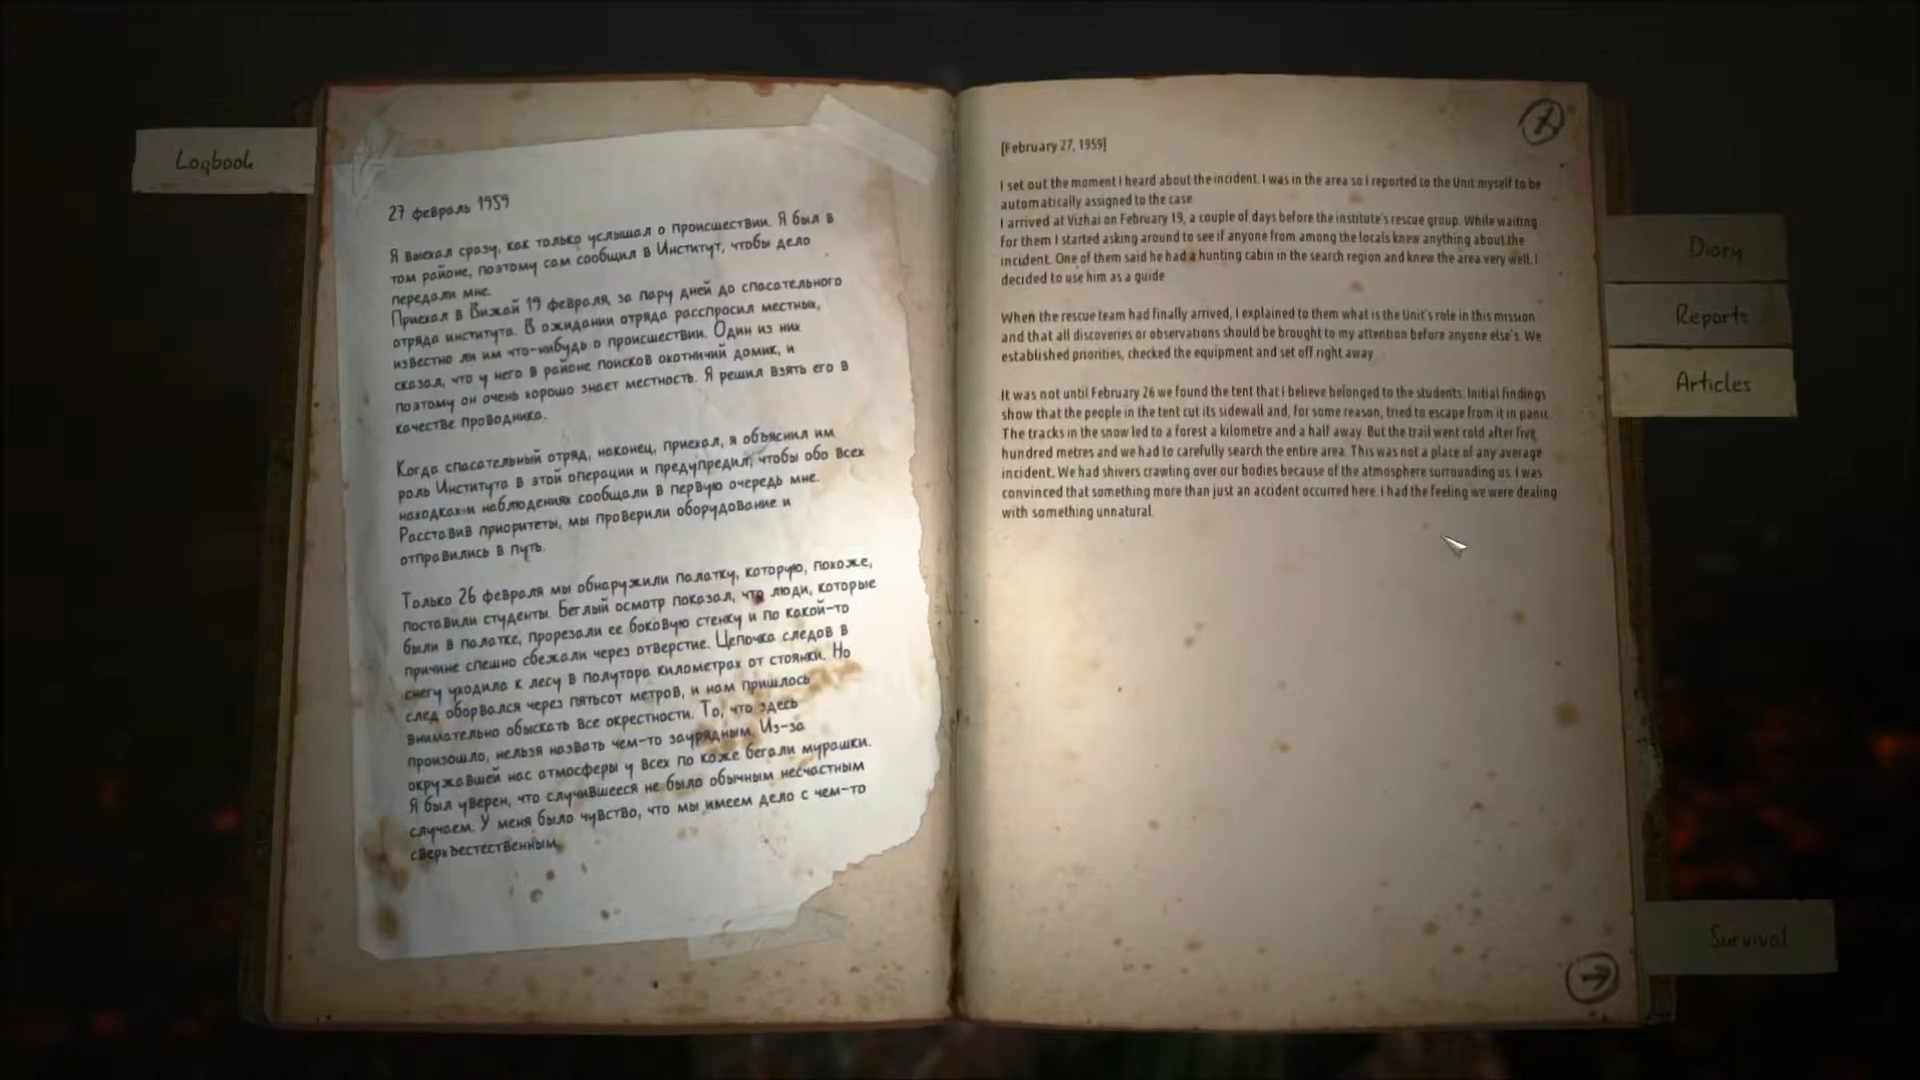 Logbook
27 февраль 1959
Я выехал сразу, как только услышал о происшествии. Я был в
том районе, поэтому сам сообщил в Институт, чтобы дело
передали мне.
Приехал в Вижай 19 февраля, за пару дней до спасательного
отряда института. В ожидании отряда расспросил местных,
известно ли им что-нибудь о происшествии. Один из них
сказал, что у него в районе поисков охотничий домик, и
поэтому он очень хорошо знает местность. Я решил взять его в
качестве проводника.
Когда спасательный отряд, наконец, приехал, я объяснил им
роль Института в этой операции и предупредил, чтобы обо всех
находках и наблюдениях сообщали в первую очередь мне.
Расставив приоритеты, мы проверили оборудование и
отправились в путь.
Только 26 февраля мы обнаружили палатку, которую, похоже,
поставили студенты. Беглый осмотр показал, что люди, которые
были в палатке, прорезали ее боковую стенку и по какой-то
причине спешно сбежали через отверстие. Цепочка следов в
снегу уходила к лесу в полутора километрах от стоянки. Но
след оборвался через пятьсот метров, и нам пришлось
внимательно обыскать все окрестности. То, что здесь
произошло, нельзя назвать чем-то заурядным. Из-за
окружавшей нас атмосферы у всех по коже бегали мурашки.
Я был уверен, что случившееся не было обычным несчастным
случаем. У меня было чувство, что мы имеем дело с чем-то
сверхъестественным.
[February 27, 1959]
I set out the moment I heard about the incident. I was in the area so I reported to the Unit myself to be
automatically assigned to the case.
I arrived at Vizhai on February 19, a couple of days before the institute's rescue group. While waiting
for them I started asking around to see if anyone from among the locals knew anything about the
incident. One of them said he had a hunting cabin in the search region and knew the area very well. I
decided to use him as a guide.
When the rescue team had finally arrived, I explained to them what is the Unit's role in this mission
and that all discoveries or observations should be brought to my attention before anyone else's. We
established priorities, checked the equipment and set off right away.
It was not until February 26 we found the tent that I believe belonged to the students. Initial findings
show that the people in the tent cut its sidewall and, for some reason, tried to escape from it in panic.
The tracks in the snow led to a forest a kilometre and a half away. But the trail went cold after five
hundred metres and we had to carefully search the entire area. This was not a place of any average
incident. We had shivers crawling over our bodies because of the atmosphere surrounding us. I was
convinced that something more than just an accident occurred here. I had the feeling we were dealing
with something unnatural.
Diary
Reports
Articles
Survival